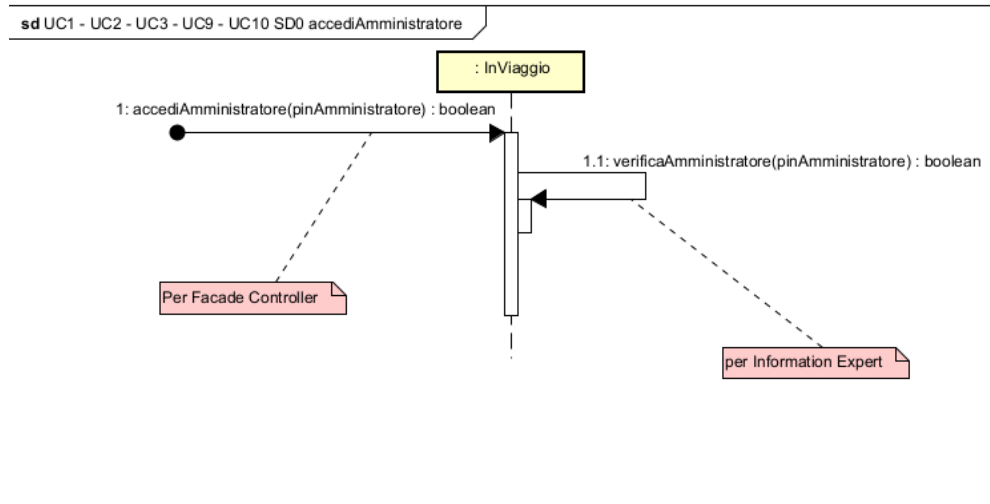 sd UC1 - UC2 - UC3 - UC9 - UC10 SD0 accediAmministratore
: InViaggio
1: accediAmministratore(pinAmministratore) : boolean
1.1: verificaAmministratore(pinAmministratore) : boolean
Per Facade Controller
per Information Expert